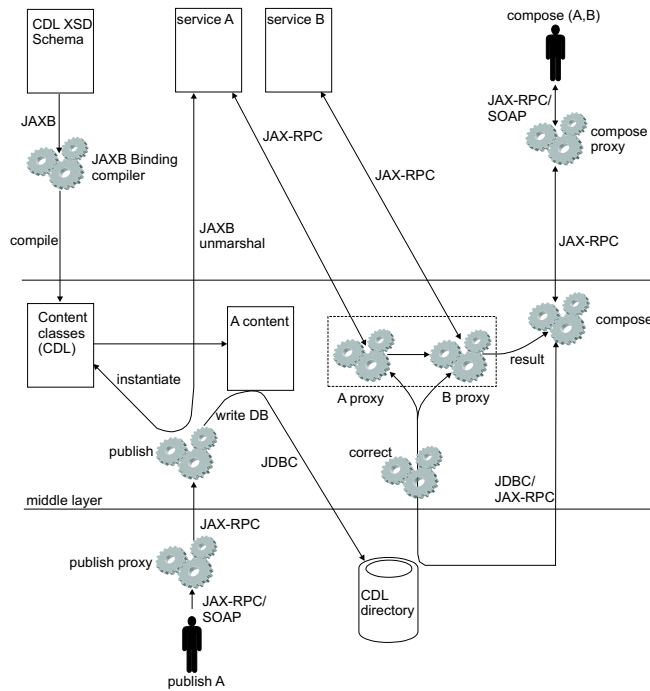 CDL XSD
Schema
service A
service B
compose (A,B)
JAXB
JAX-RPC/
SOAP
JAX-RPC
compose
proxy
JAXB Binding
compiler
JAX-RPC
compile
JAXB
unmarshal
JAX-RPC
Content
classes
(CDL)
A content
compose
instantiate
result
A proxy
B proxy
write DB
publish
correct
JDBC
JDBC/
JAX-RPC
middle layer
JAX-RPC
publish proxy
JAX-RPC/
SOAP
CDL
directory
publish A